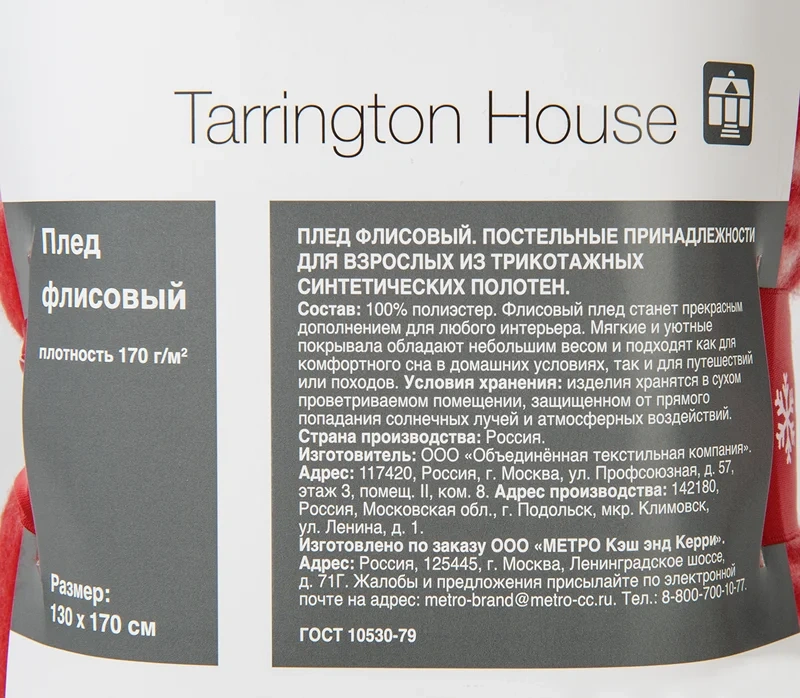 Tarrington House
Плед
флисовый
плотность 170 г/м²
Размер:
130 х 170 см
ПЛЕД ФЛИСОВЫЙ. ПОСТЕЛЬНЫЕ ПРИНАДЛЕЖНОСТИ
ДЛЯ ВЗРОСЛЫХ ИЗ ТРИКОТАЖНЫХ
СИНТЕТИЧЕСКИХ ПОЛОТЕН.
Состав: 100% полиэстер. Флисовый плед станет прекрасным
дополнением для любого интерьера. Мягкие и уютные
покрывала обладают небольшим весом и подходят как для
комфортного сна в домашних условиях, так и для путешествий
или походов. Условия хранения: изделия хранятся в сухом
проветриваемом помещении, защищенном от прямого
попадания солнечных лучей и атмосферных воздействий.
Страна производства: Россия.
Изготовитель: ООО «Объединённая текстильная компания».
Адрес: 117420, Россия, г. Москва, ул. Профсоюзная, д. 57,
этаж 3, помещ. II, ком. 8. Адрес производства: 142180,
Россия, Московская обл., г. Подольск, мкр. Климовск,
ул. Ленина, д. 1.
Изготовлено по заказу ООО «МЕТРО Кэш энд Керри».
Адрес: Россия, 125445, г. Москва, Ленинградское шоссе,
д. 71Г. Жалобы и предложения присылайте по электронной
почте на адрес: metro-brand@metro-cc.ru. Тел.: 8-800-700-10-77.
ГОСТ 10530-79